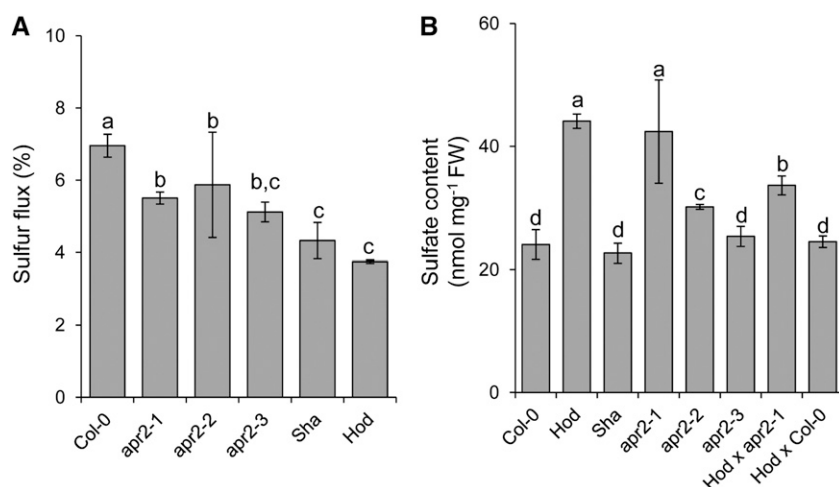 A
Sulfur flux (%)
10
8
6
4
2
0
a
b
b
b,c
c
c
Col-0
apr2-1
apr2-2
apr2-3
Sha
Hod
B
Sulfate content
(nmol mg-1 FW)
60
40
20
0
d
a
d
a
c
d
b
d
Col-0
Hod
Sha
apr2-1
apr2-2
apr2-3
Hod x apr2-1
Hod x Col-0